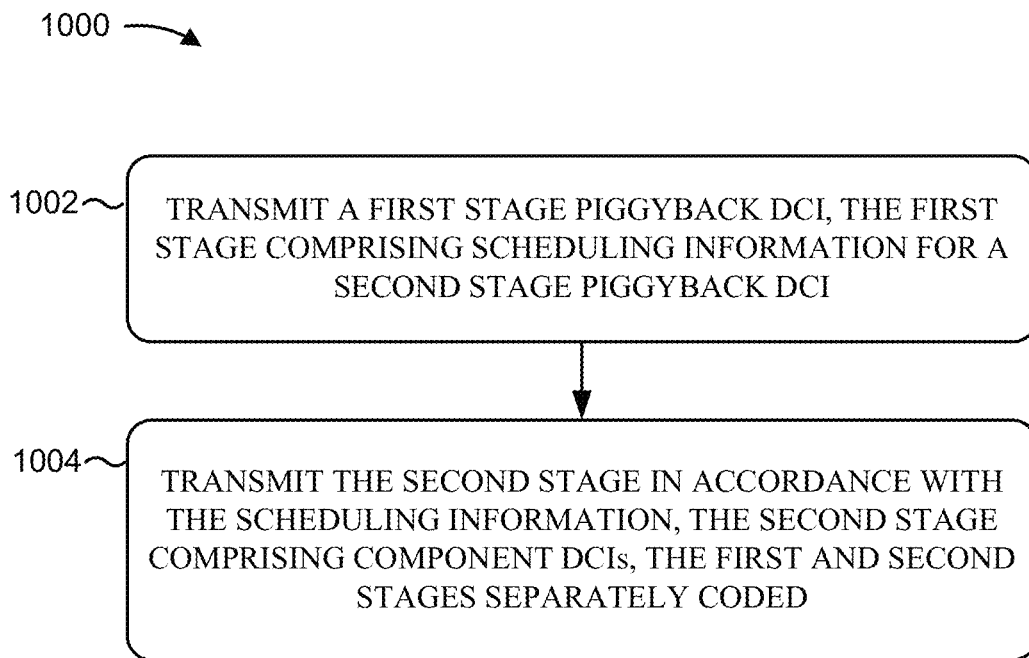 1000
1002
TRANSMIT A FIRST STAGE PIGGYBACK DCI, THE FIRST
STAGE COMPRISING SCHEDULING INFORMATION FOR A
SECOND STAGE PIGGYBACK DCI
1004
TRANSMIT THE SECOND STAGE IN ACCORDANCE WITH
THE SCHEDULING INFORMATION, THE SECOND STAGE
COMPRISING COMPONENT DCIs, THE FIRST AND SECOND
STAGES SEPARATELY CODED